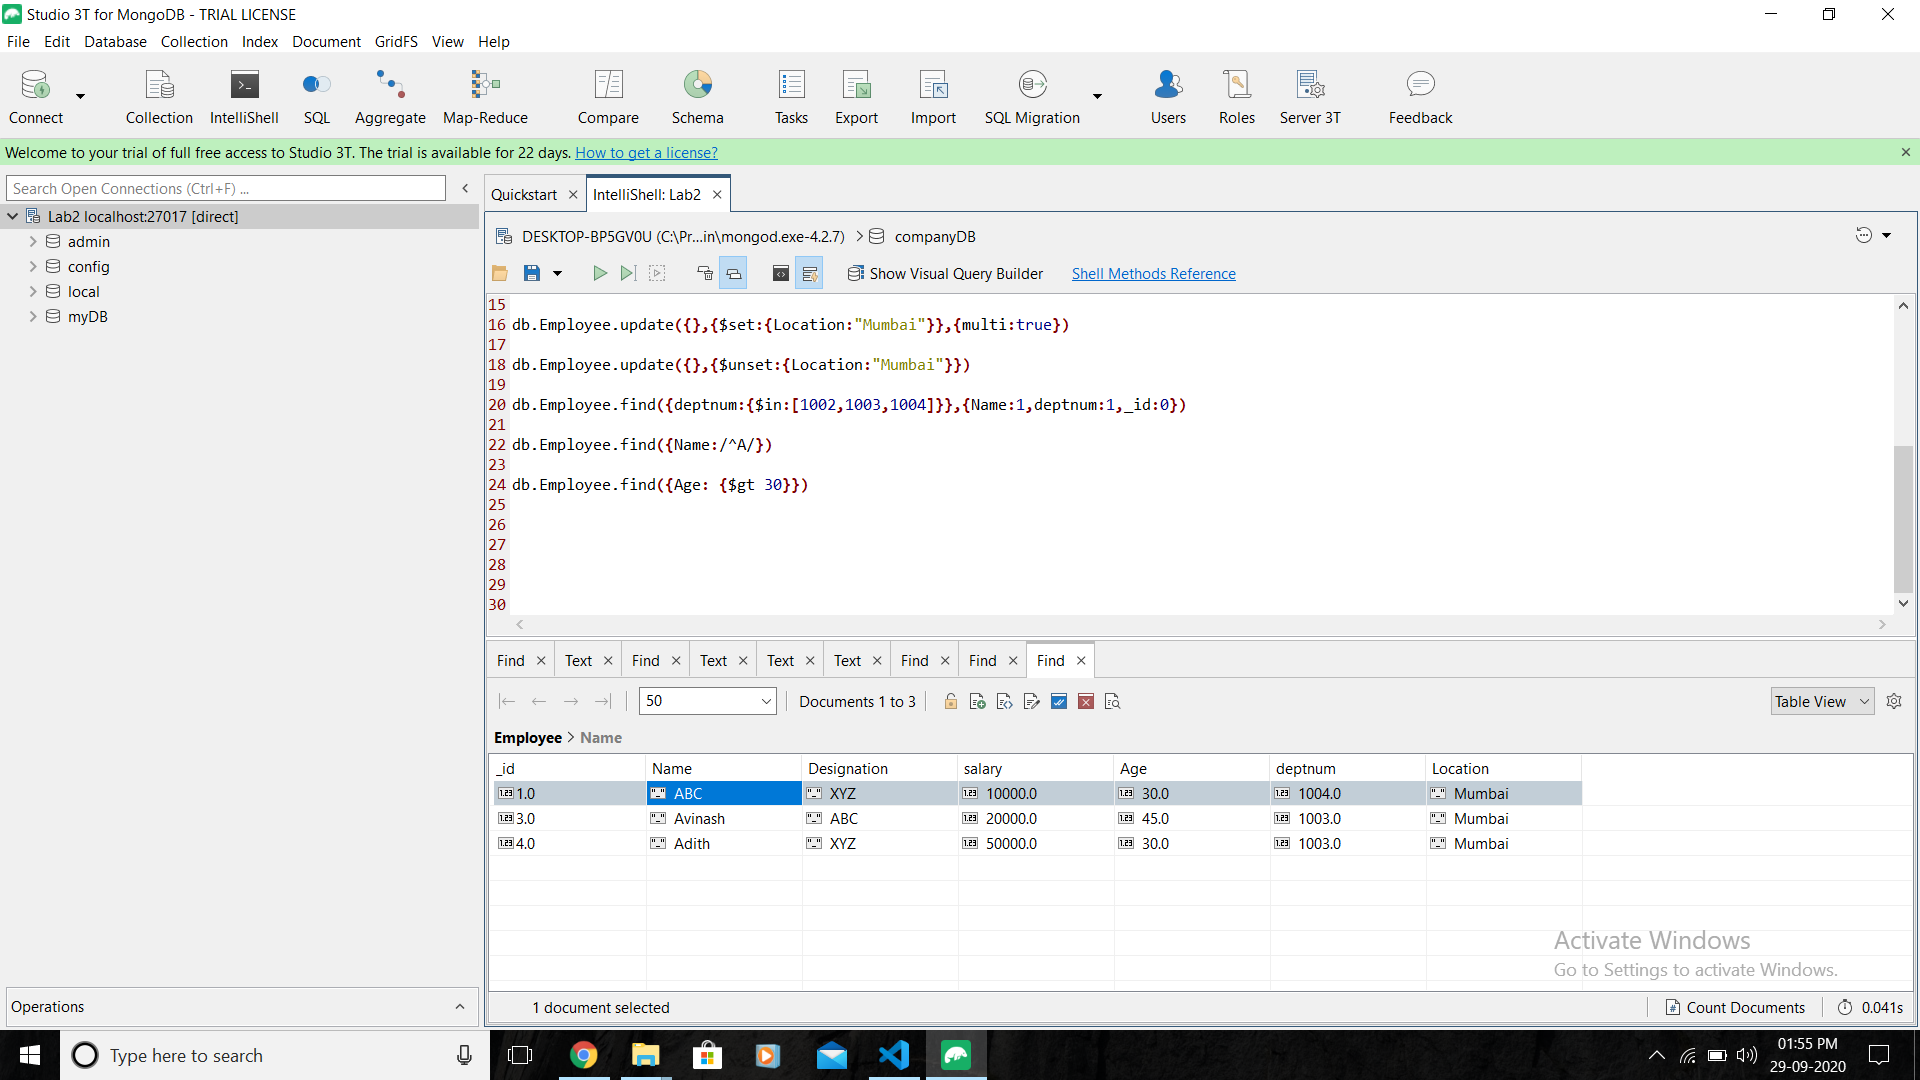 Studio 3T for MongoDB - TRIAL LICENSE
File Edit Database Collection Index Document GridFS View Help
Connect Collection IntelliShell SQL Aggregate Map-Reduce Compare Schema Tasks Export Import SQL Migration Users Roles Server 3T Feedback
Welcome to your trial of full free access to Studio 3T. The trial is available for 22 days. How to get a license?
Search Open Connections (Ctrl+F) ...
Lab2 localhost:27017 [direct]
admin
config
local
myDB
Operations
Quickstart IntelliShell: Lab2
DESKTOP-BP5GV0U (C:\Pr...in\mongod.exe-4.2.7) companyDB
Show Visual Query Builder Shell Methods Reference
15
16 db.Employee.update({},{$set:{Location:"Mumbai"}},{multi:true})
17
18 db.Employee.update({},{$unset:{Location:"Mumbai"}})
19
20 db.Employee.find({deptnum:{$in:[1002,1003,1004]}},{Name:1,deptnum:1,_id:0})
21
22 db.Employee.find({Name:/^A/})
23
24 db.Employee.find({Age: {$gt 30}})
25
26
27
28
29
30
Find Text Find Text Text Text Find Find Find
50 Documents 1 to 3 Table View
Employee > Name
_id Name Designation salary Age deptnum Location
1.0 ABC XYZ 10000.0 30.0 1004.0 Mumbai
3.0 Avinash ABC 20000.0 45.0 1003.0 Mumbai
4.0 Adith XYZ 50000.0 30.0 1003.0 Mumbai
Activate Windows
Go to Settings to activate Windows.
1 document selected Count Documents 0.041s
Type here to search
01:55 PM
29-09-2020